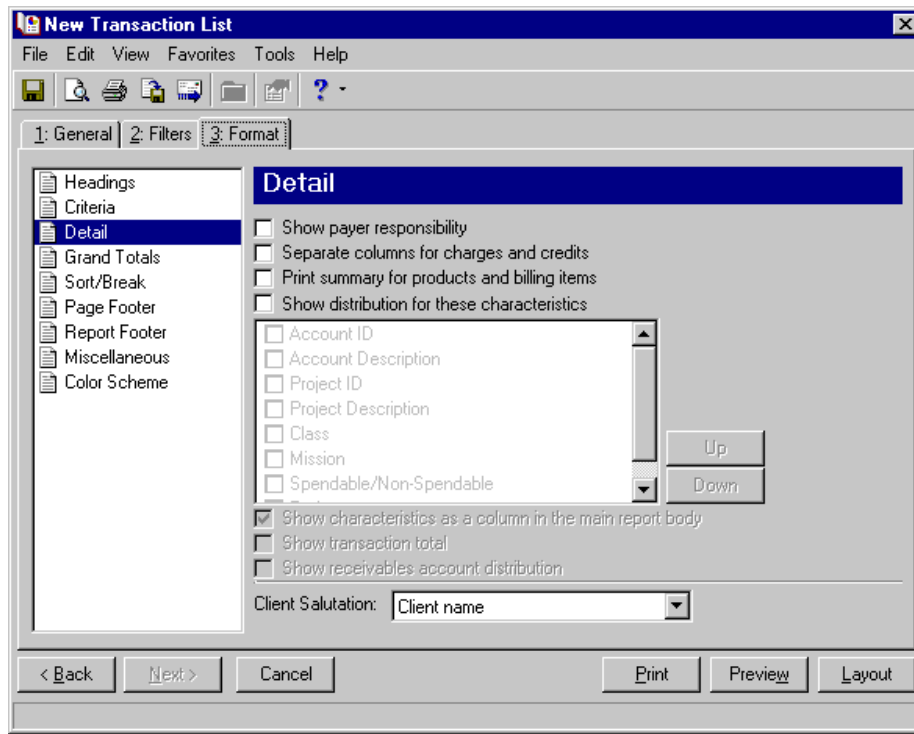 New Transaction List
File Edit View Favorites Tools Help
1: General 2: Filters 3: Format
Headings
Criteria
Detail
Grand Totals
Sort/Break
Page Footer
Report Footer
Miscellaneous
Color Scheme
Detail
Show payer responsibility
Separate columns for charges and credits
Print summary for products and billing items
Show distribution for these characteristics
Account ID
Account Description
Project ID
Project Description
Class
Mission
Spendable/Non-Spendable
Up
Down
Show characteristics as a column in the main report body
Show transaction total
Show receivables account distribution
Client Salutation: Client name
< Back Next > Cancel Print Preview Layout